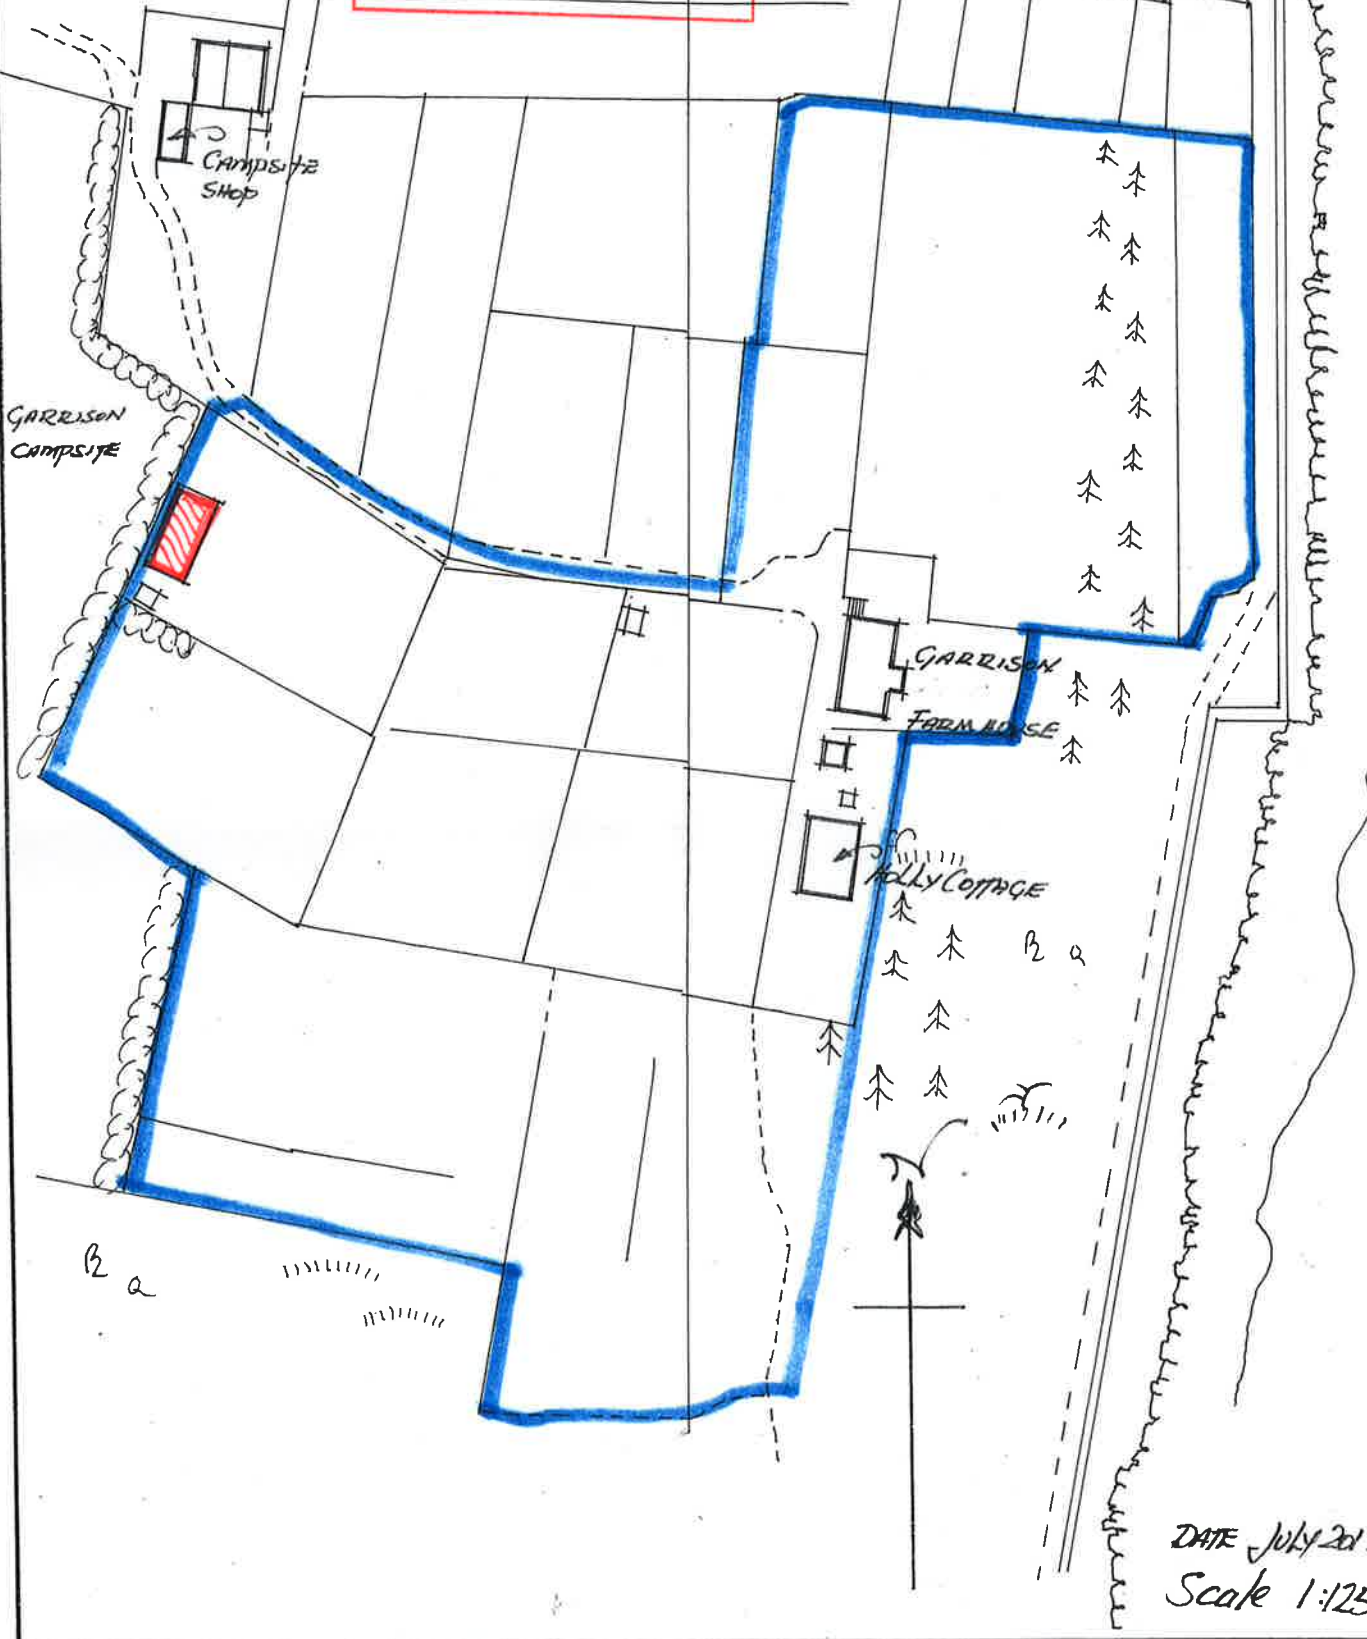 CAMPSITE
SHOP
GARRISON
CAMPSITE
GARRISON
FARMHOUSE
HOLLY COTTAGE
DATE JULY 201
Scale 1:125